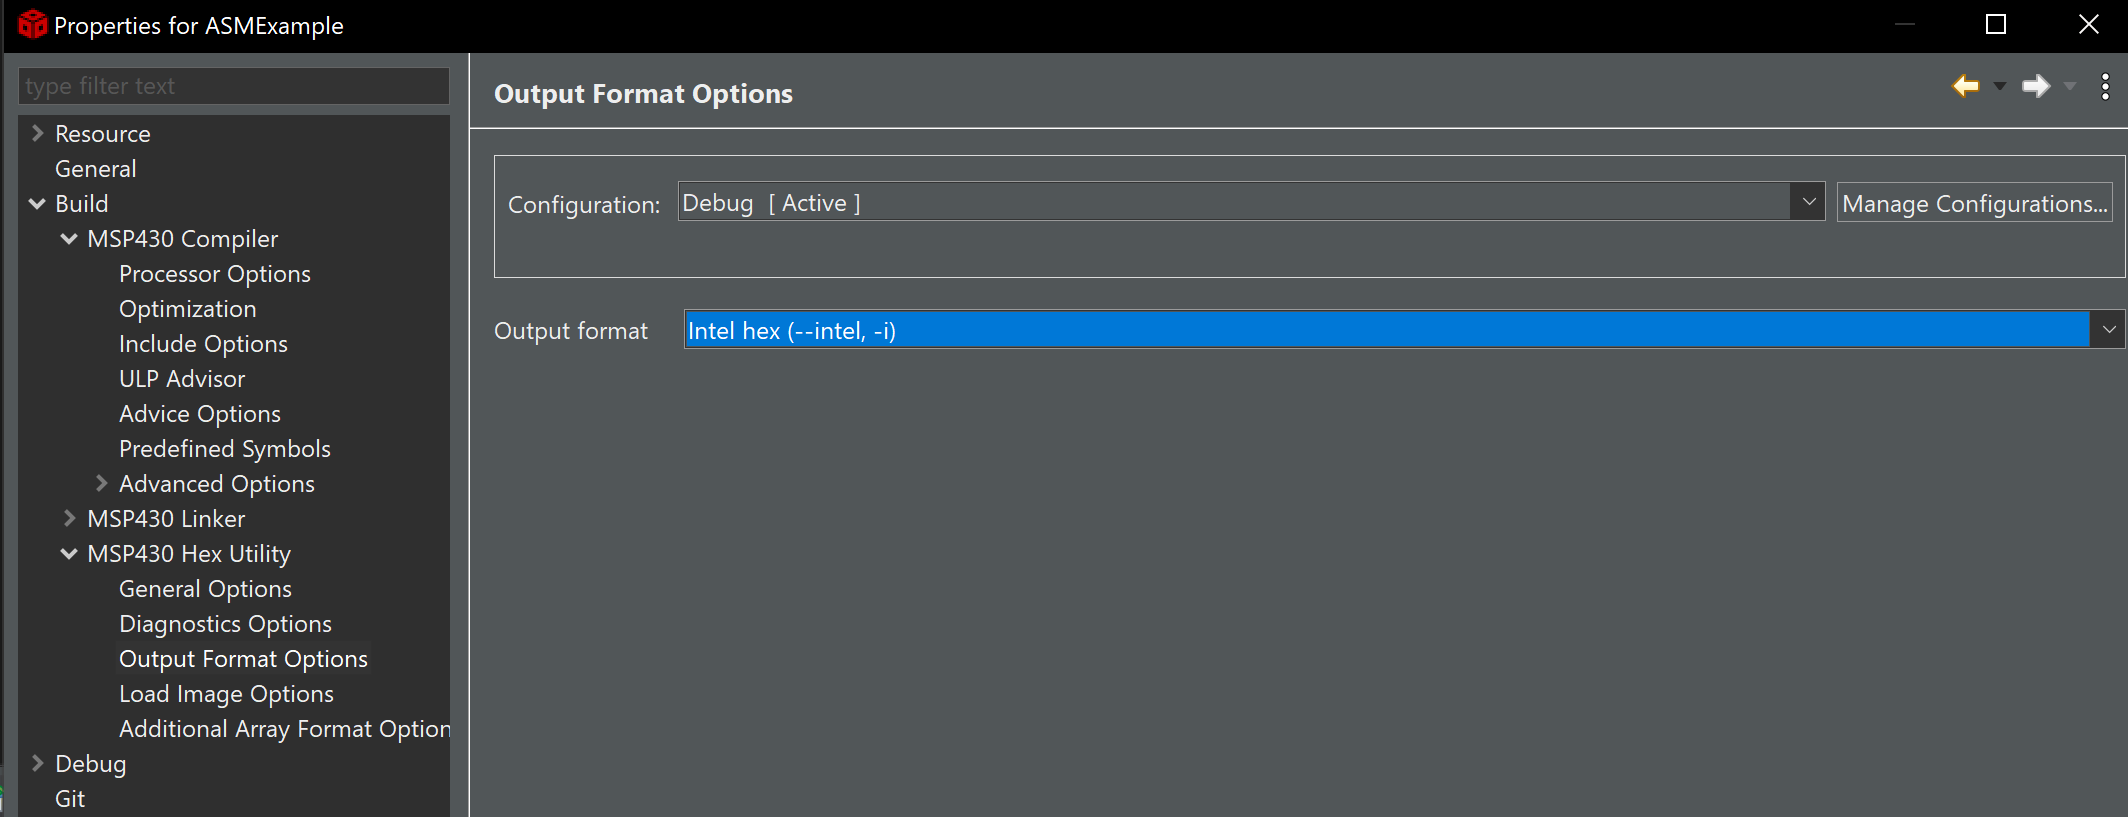 Properties for ASMExample
type filter text
Resource
General
Build
MSP430 Compiler
Processor Options
Optimization
Include Options
ULP Advisor
Advice Options
Predefined Symbols
Advanced Options
MSP430 Linker
MSP430 Hex Utility
General Options
Diagnostics Options
Output Format Options
Load Image Options
Additional Array Format Option
Debug
Git
Output Format Options
Configuration: Debug [ Active ] Manage Configurations...
Output format Intel hex (--intel, -i)